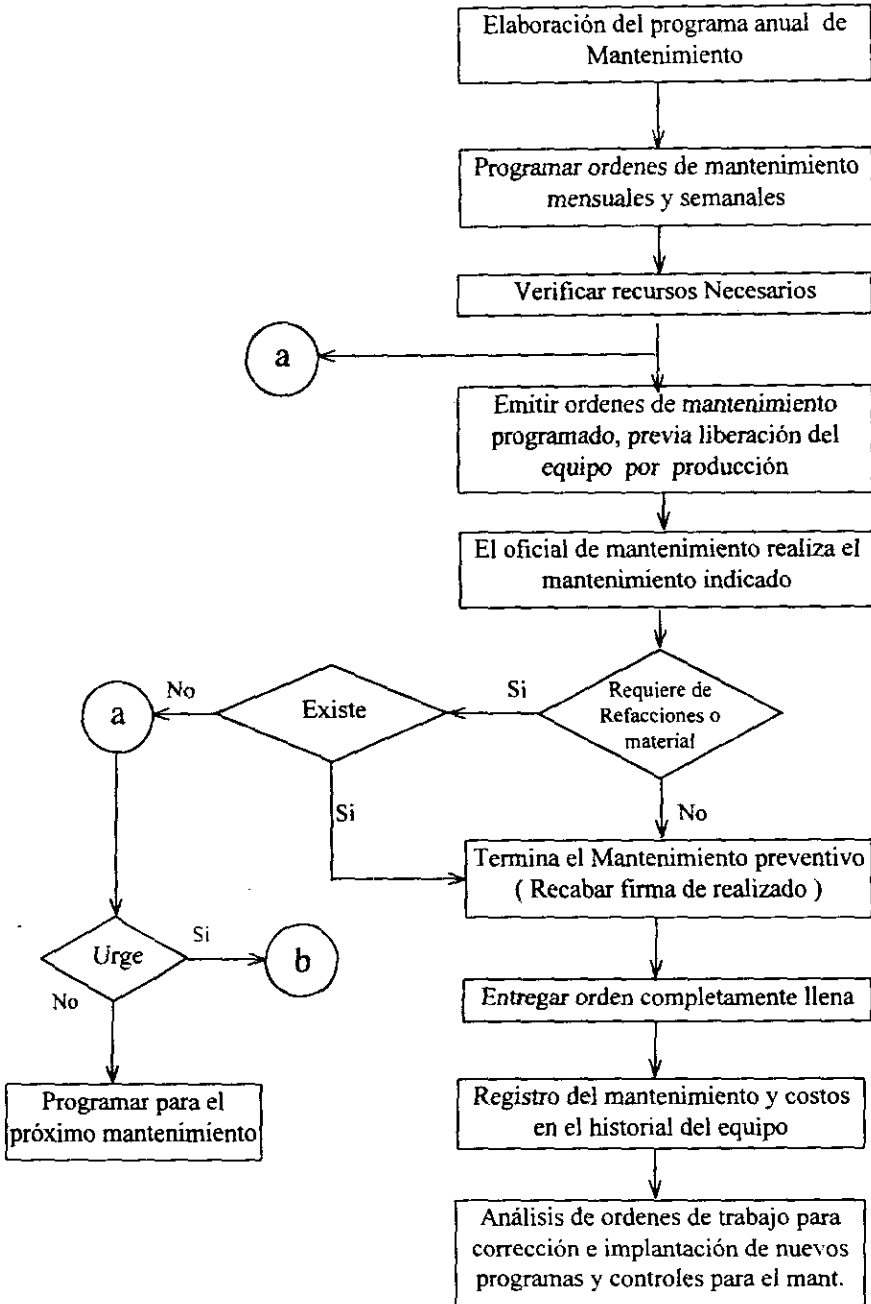 Elaboración del programa anual de
Mantenimiento
Programar ordenes de mantenimiento
mensuales y semanales
Verificar recursos Necesarios
a
Emitir ordenes de mantenimiento
programado, previa liberación del
equipo por producción
El oficial de mantenimiento realiza el
mantenimiento indicado
Requiere de
Refacciones o
material
Si
Existe
No
a
Si
No
Termina el Mantenimiento preventivo
( Recabar firma de realizado )
Urge
Si
b
No
Programar para el
próximo mantenimiento
Entregar orden completamente llena
Registro del mantenimiento y costos
en el historial del equipo
Análisis de ordenes de trabajo para
corrección e implantación de nuevos
programas y controles para el mant.